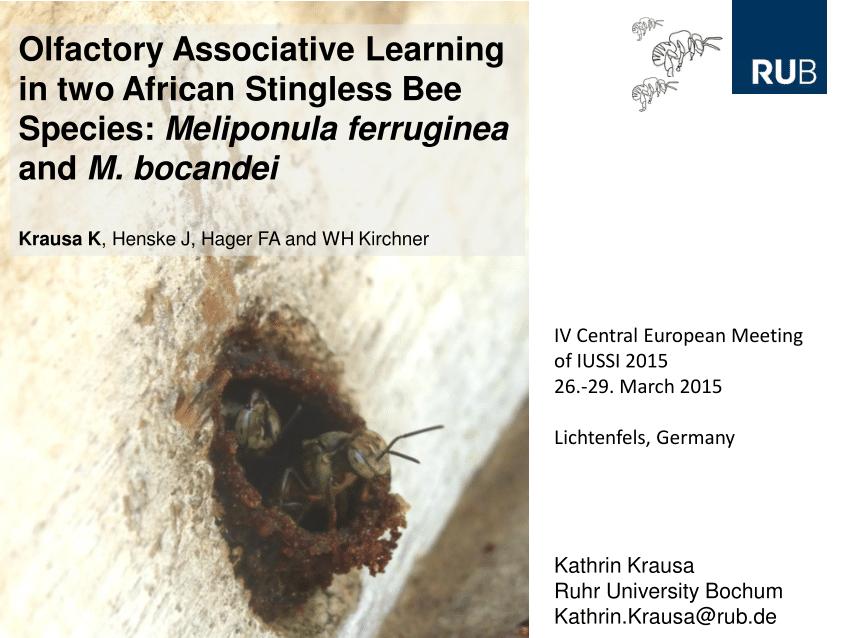 Olfactory Associative Learning
in two African Stingless Bee
Species: Meliponula ferruginea
and M. bocandei
Krausa K, Henske J, Hager FA and WH Kirchner
RUB
IV Central European Meeting
of IUSSI 2015
26.-29. March 2015
Lichtenfels, Germany
Kathrin Krausa
Ruhr University Bochum
Kathrin.Krausa@rub.de